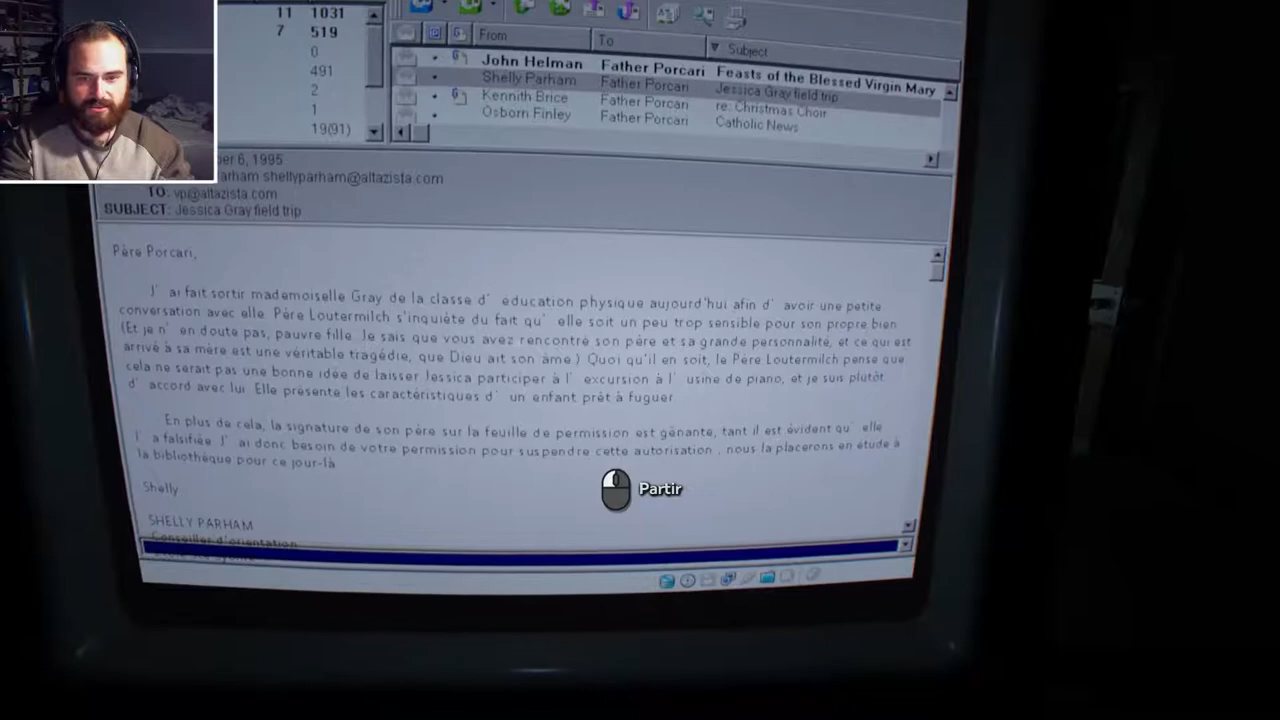 11 1031
7 519
0
491
2
1
19(91)
From To Subject
John Helman Father Porcari Feasts of the Blessed Virgin Mary
Shelly Parham Father Porcari Jessica Gray field trip
Kennith Brice Father Porcari re: Christmas Choir
Osborn Finley Father Porcari Catholic News
ber 6, 1995
arham shellyparham@altazista.com
TO: vp@altazista.com
SUBJECT: Jessica Gray field trip
Père Porcari,
J' ai fait sortir mademoiselle Gray de la classe d' education physique aujourd'hui afin d' avoir une petite
conversation avec elle. Père Loutermilch s'inquiète du fait qu' elle soit un peu trop sensible pour son propre bien
(Et je n' en doute pas, pauvre fille. Je sais que vous avez rencontré son père et sa grande personnalité, et ce qui est
arrivé à sa mère est une véritable tragédie, que Dieu ait son âme.) Quoi qu'il en soit, le Père Loutermilch pense que
cela ne serait pas une bonne idée de laisser Jessica participer à l' excursion à l' usine de piano, et je suis plutôt
d' accord avec lui. Elle présente les caractéristiques d' un enfant prêt à fuguer.
En plus de cela, la signature de son père sur la feuille de permission est gênante, tant il est évident qu' elle
l' a falsifiée. J' ai donc besoin de votre permission pour suspendre cette autorisation , nous la placerons en étude à
la bibliothèque pour ce jour-là
Shelly
SHELLY PARHAM
Conseiller d'orientation
Partir